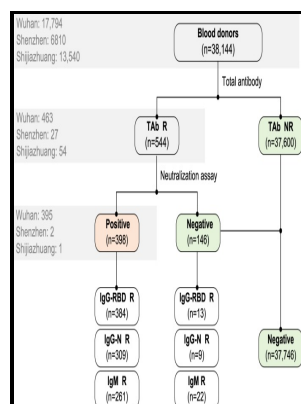 Wuhan: 17,794
Shenzhen: 6810
Shijiazhuang: 13,540
Blood donors
(n=38,144)
Total antibody
Wuhan: 463
Shenzhen: 27
Shijiazhuang: 54
TAb R
(n=544)
TAb NR
(n=37,600)
Neutralization assay
Wuhan: 395
Shenzhen: 2
Shijiazhuang: 1
Positive
(n=398)
Negative
(n=146)
IgG-RBD R
(n=384)
IgG-RBD R
(n=13)
IgG-N R
(n=309)
IgG-N R
(n=9)
Negative
(n=37,746)
IgM R
(n=261)
IgM R
(n=22)